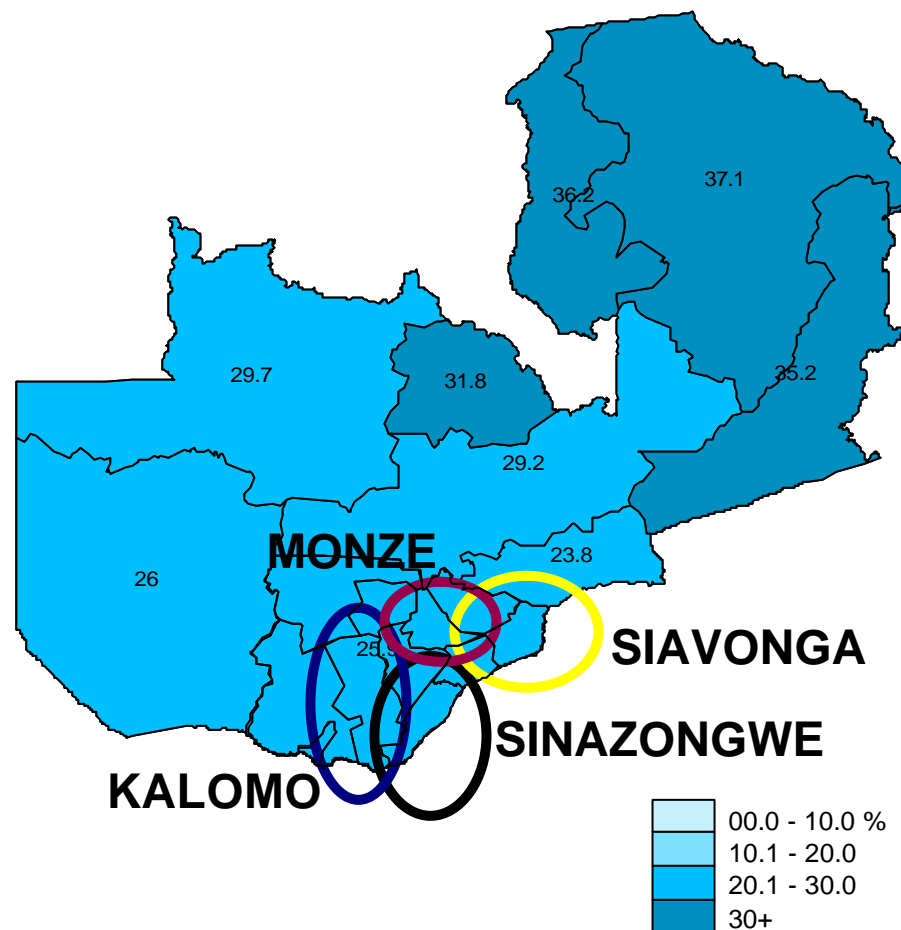 37.1
36.2
35.2
29.7
31.8
29.2
23.8
MONZE
26
SIAVONGA
SINAZONGWE
KALOMO
00.0 - 10.0 %
10.1 - 20.0
20.1 - 30.0
30+